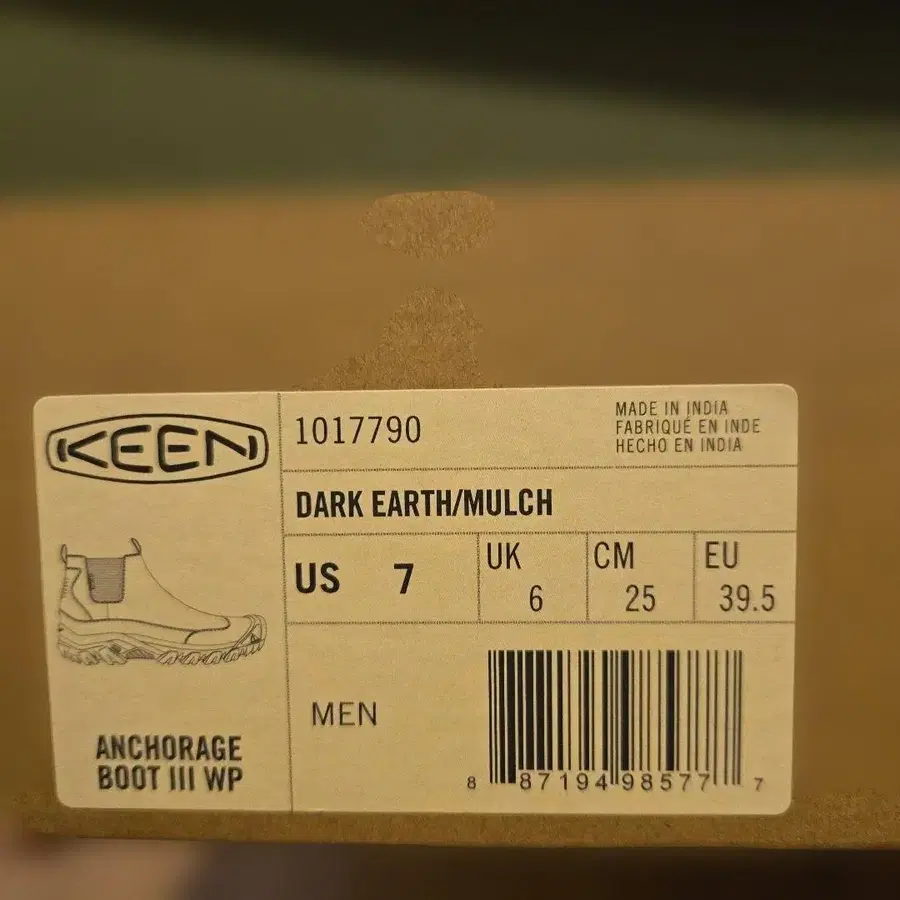 KEEN
1017790
MADE IN INDIA
FABRIQUÉ EN INDE
HECHO EN INDIA
DARK EARTH/MULCH
US 7
UK
6
CM
25
EU
39.5
MEN
ANCHORAGE
BOOT III WP
8 87194 98577 7